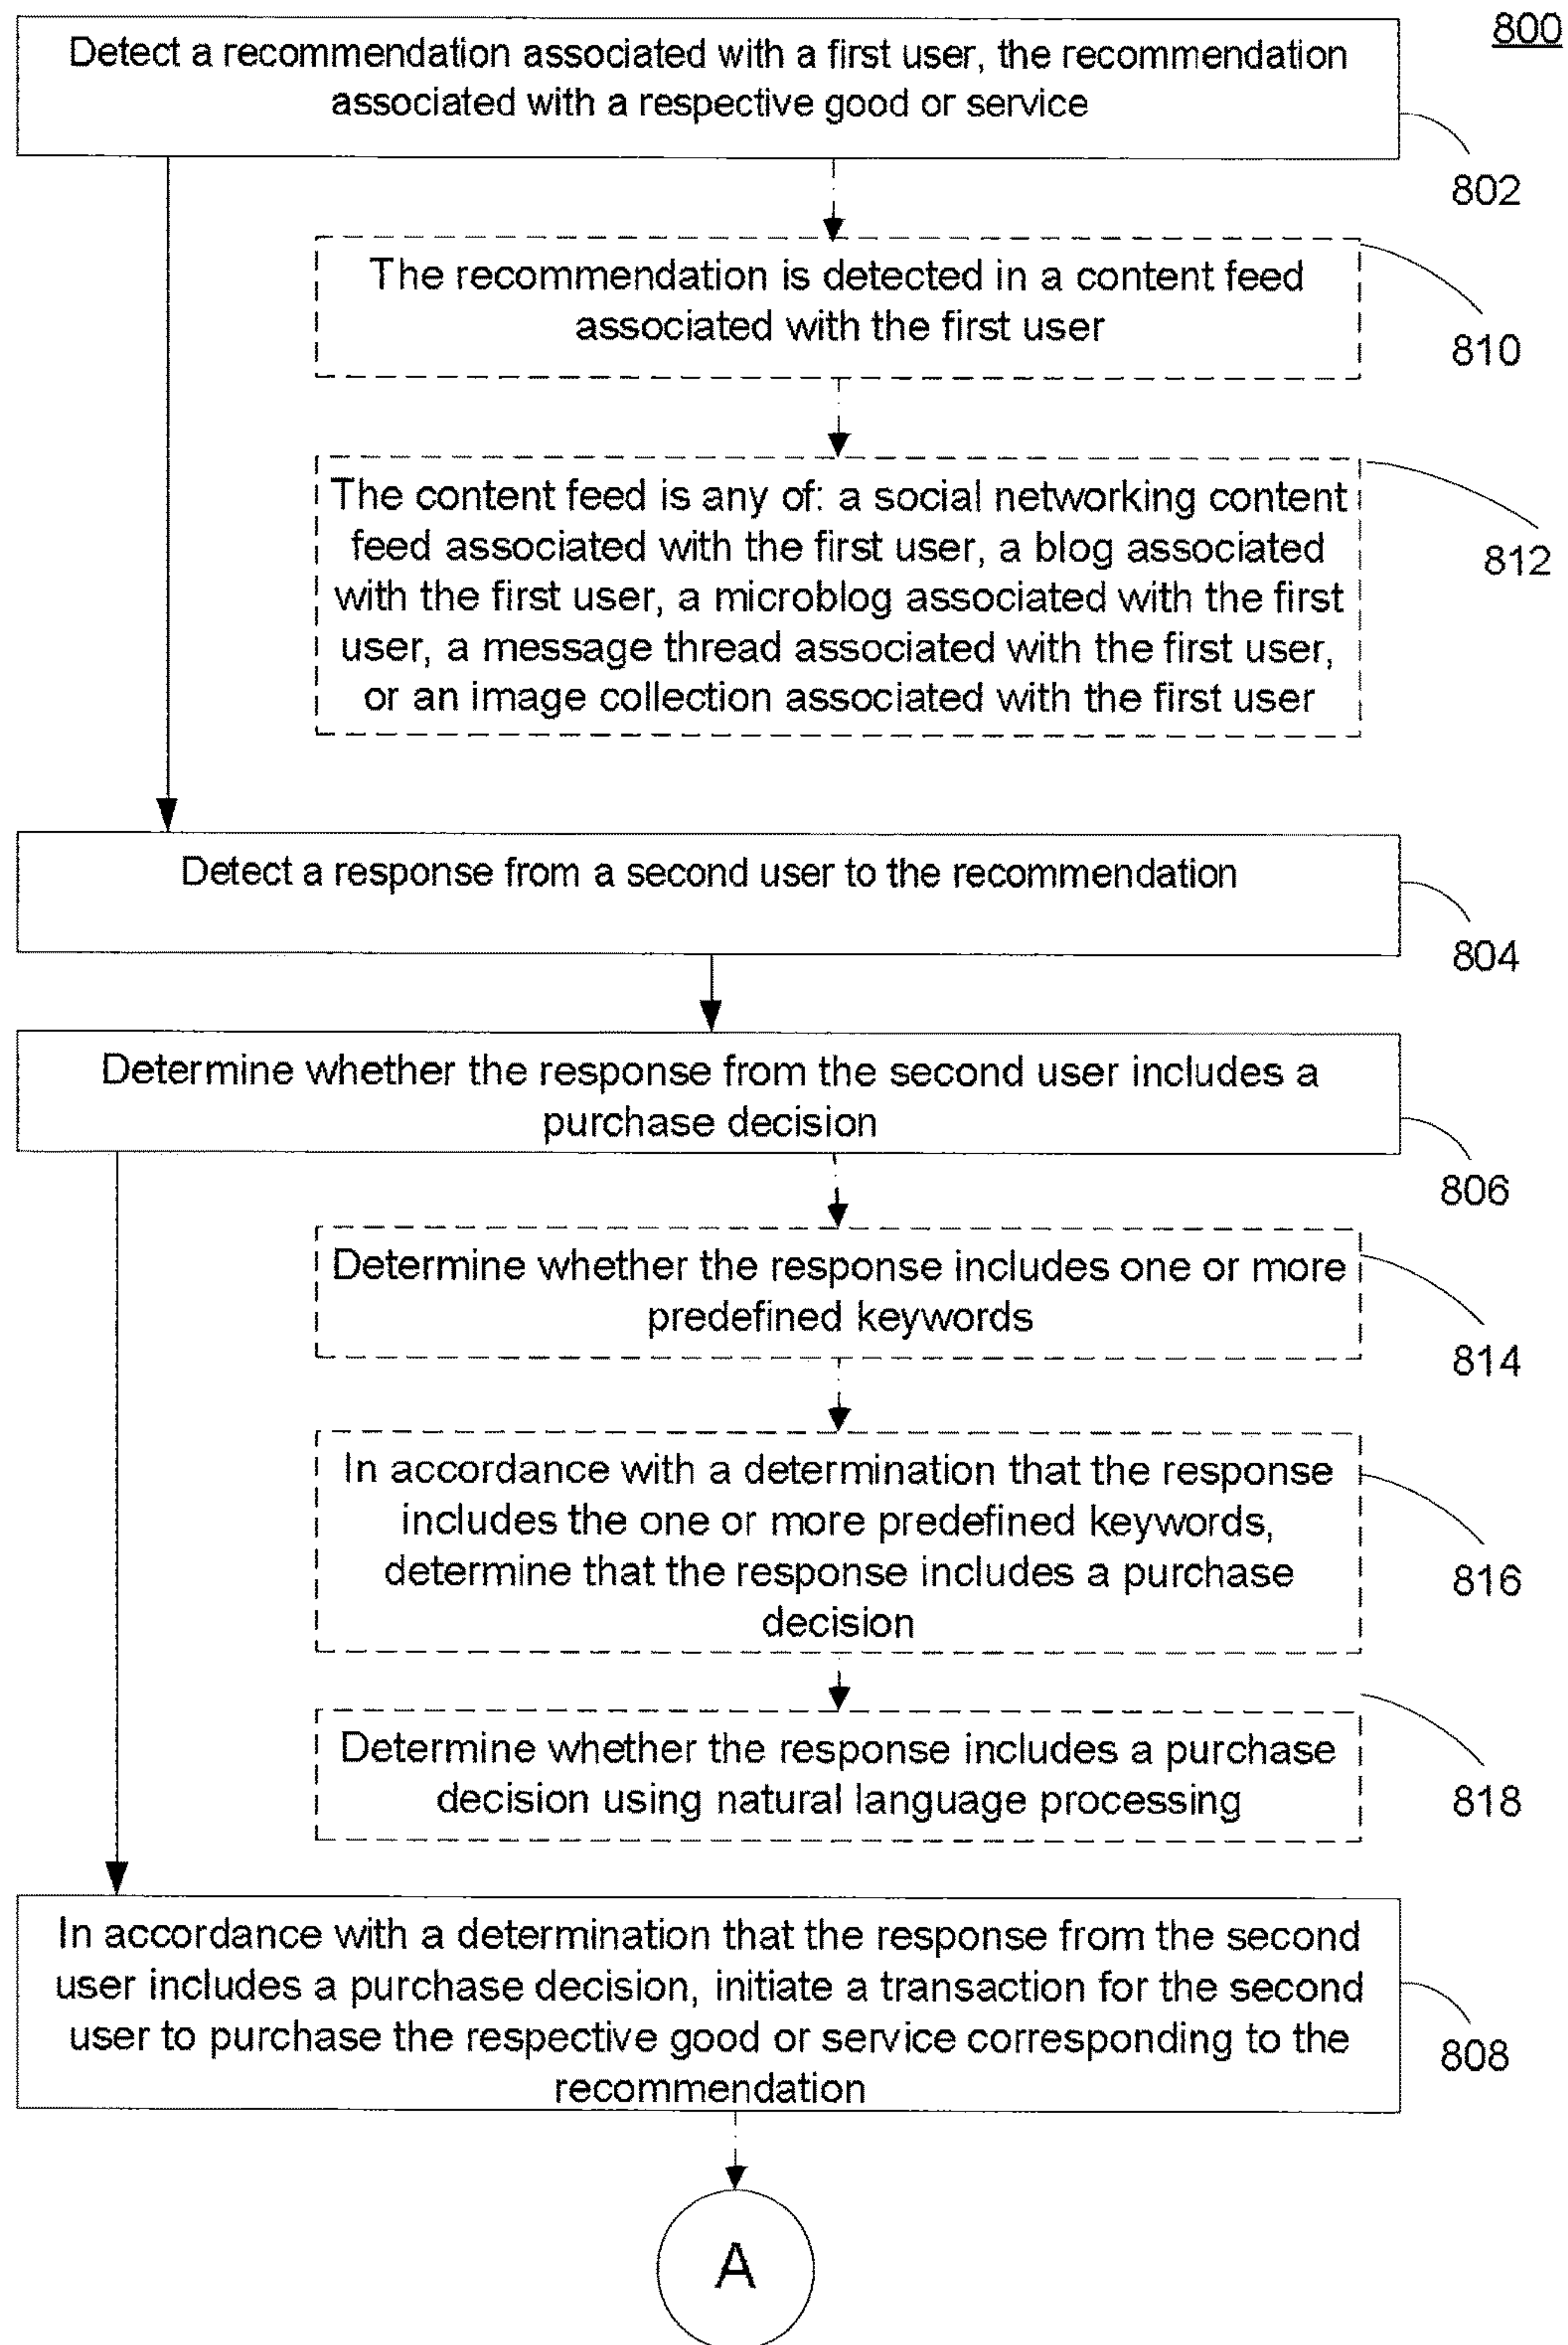 800
Detect a recommendation associated with a first user, the recommendation
associated with a respective good or service
802
The recommendation is detected in a content feed
associated with the first user
810
The content feed is any of: a social networking content
feed associated with the first user, a blog associated
with the first user, a microblog associated with the first
user, a message thread associated with the first user,
or an image collection associated with the first user
812
Detect a response from a second user to the recommendation
804
Determine whether the response from the second user includes a
purchase decision
806
Determine whether the response includes one or more
predefined keywords
814
In accordance with a determination that the response
includes the one or more predefined keywords,
determine that the response includes a purchase
decision
816
Determine whether the response includes a purchase
decision using natural language processing
818
In accordance with a determination that the response from the second
user includes a purchase decision, initiate a transaction for the second
user to purchase the respective good or service corresponding to the
recommendation
808
A